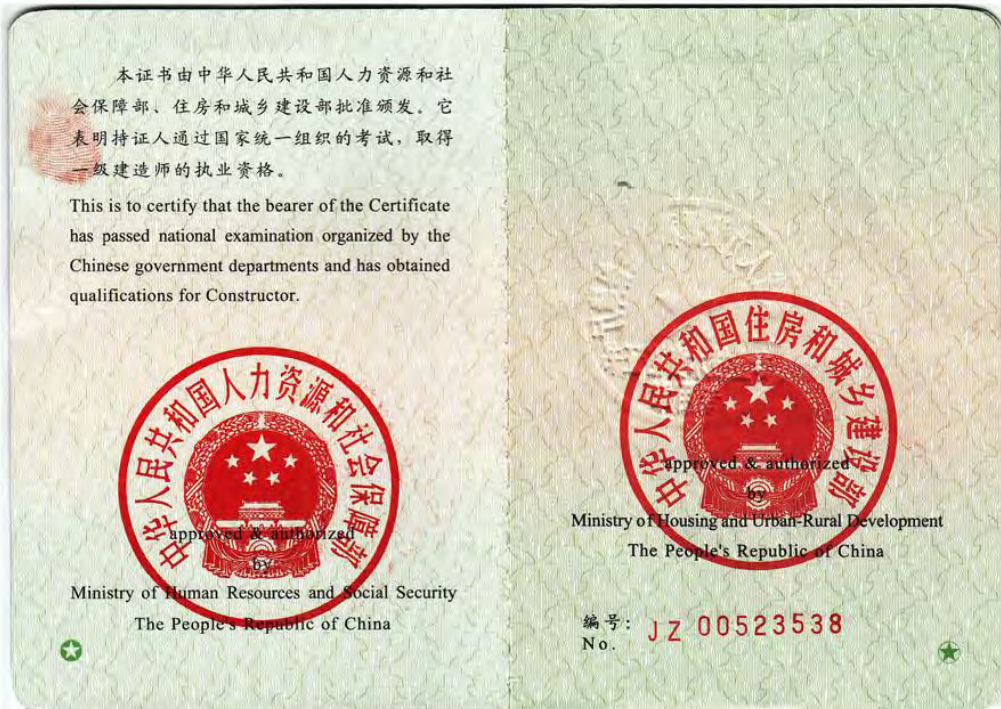 本证书由中华人民共和国人力资源和社
会保障部、住房和城乡建设部批准颁发。它
表明持证人通过国家统一组织的考试，取得
一级建造师的执业资格。
This is to certify that the bearer of the Certificate
has passed national examination organized by the
Chinese government departments and has obtained
qualifications for Constructor.
中华人民共和国人力资源和社会保障部
approved & authorized
by
Ministry of Human Resources and Social Security
The People's Republic of China
中华人民共和国住房和城乡建设部
approved & authorized
by
Ministry of Housing and Urban-Rural Development
The People's Republic of China
编号: JZ 00523538
No.